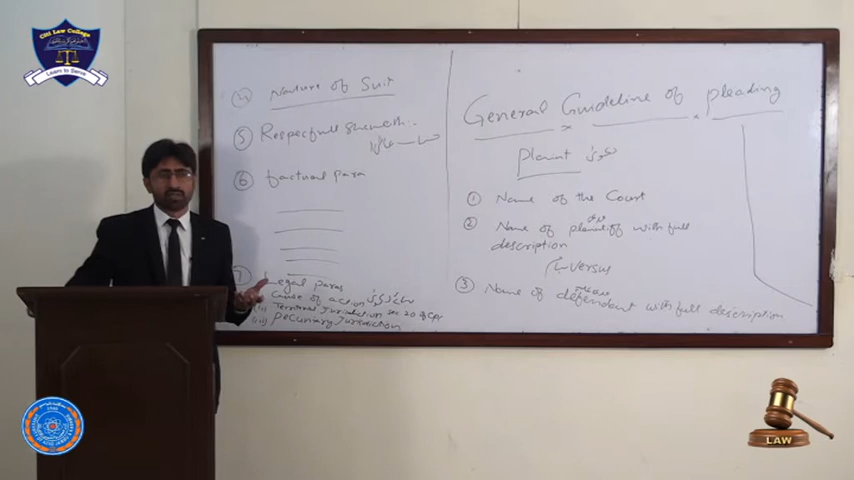 Citi Law College
Learn to Serve
General Guideline of pleading
Plaint دعویٰ
① Name of the Court
② Name of plaintiff with full
description
Versus
③ Name of defendant with full description
④ Nature of Suit
⑤ Respectfull Sheweth:.
⑥ factual Para
⑦ Legal paras
Cause of action
(ii) Territorial Jurisdiction sec 20 of CPC
(iii) Pecuniary Jurisdiction
LAW